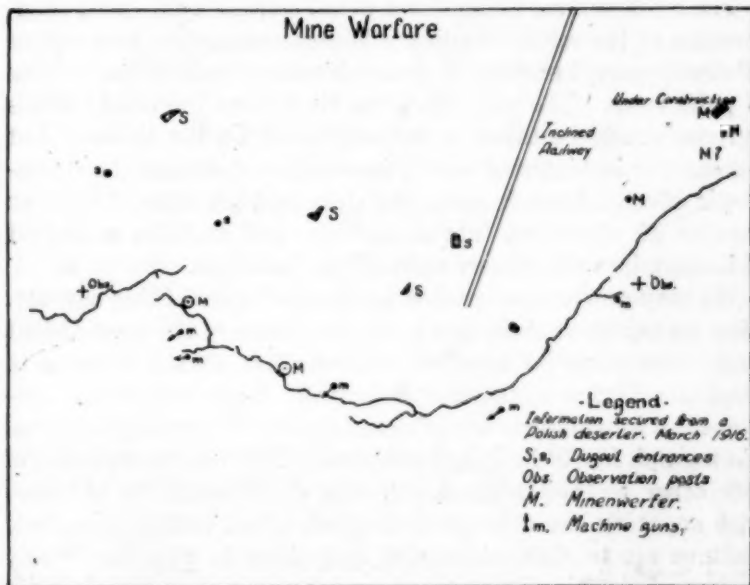 Mine Warfare
S
Under Construction
M
M
M?
Inclined
Railway
s
s
S
M
S
Obs.
M
S
Obs.
m
m
m
M
m
m
-Legend-
Information secured from a
Polish deserter. March 1916.
S, s, Dugout entrances
Obs. Observation posts
M. Minenwerfer.
m. Machine guns,